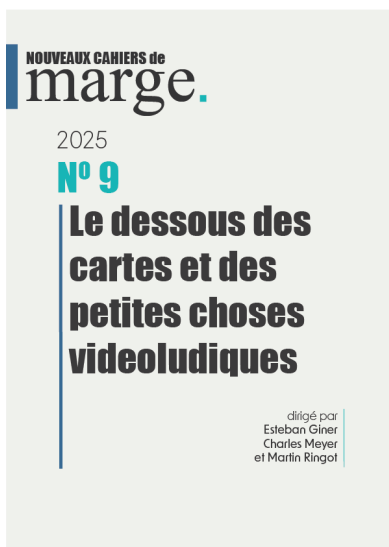 NOUVEAUX CAHIERS de
marge.
2025
Nº 9
Le dessous des
cartes et des
petites choses
videoludiques
dirigé par
Esteban Giner
Charles Meyer
et Martin Ringot